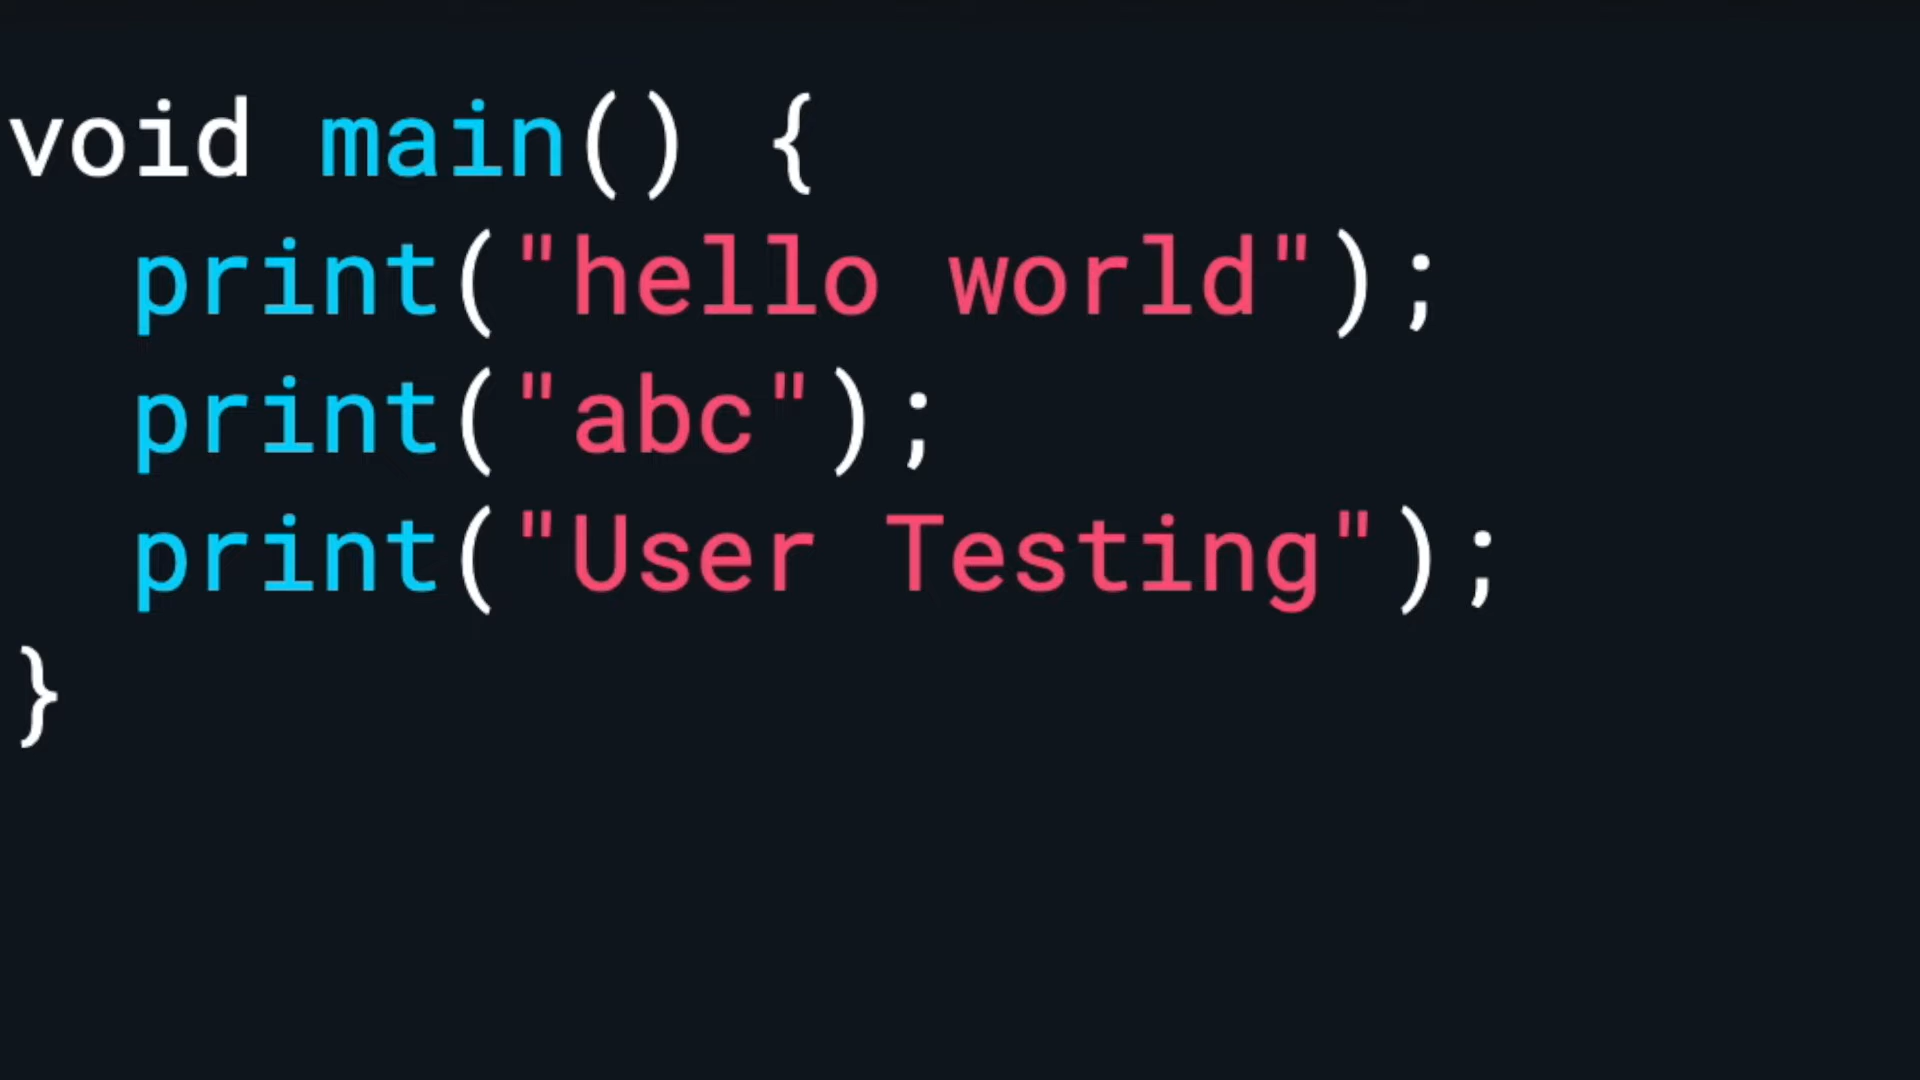 void main() {
  print("hello world");
  print("abc");
  print("User Testing");
}